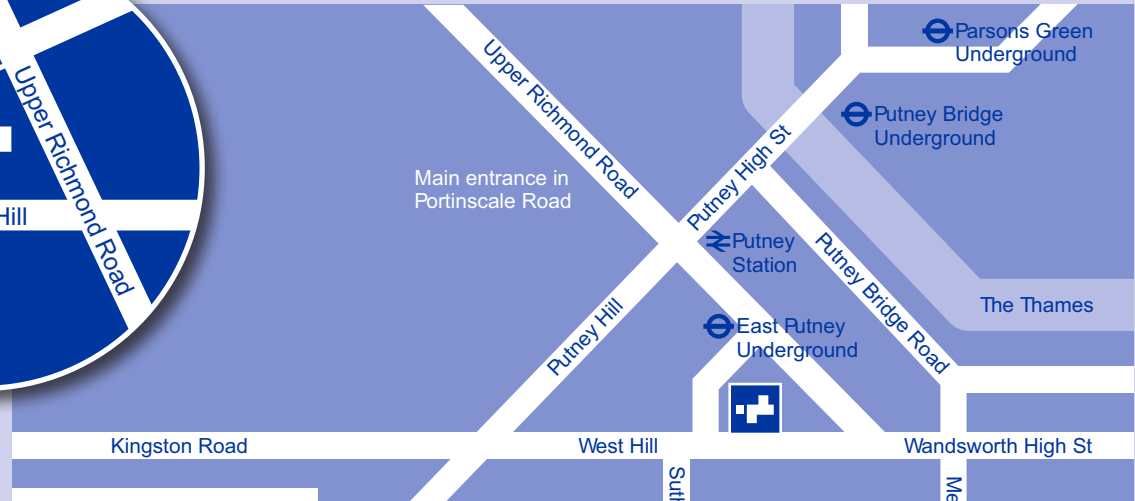 Parsons Green
Underground
Upper Richmond Road
Upper Richmond Road
Putney Bridge
Underground
Putney High St
Main entrance in
Portinscale Road
Hill
Putney
Station
Putney Bridge Road
The Thames
Putney Hill
East Putney
Underground
Kingston Road
West Hill
Wandsworth High St